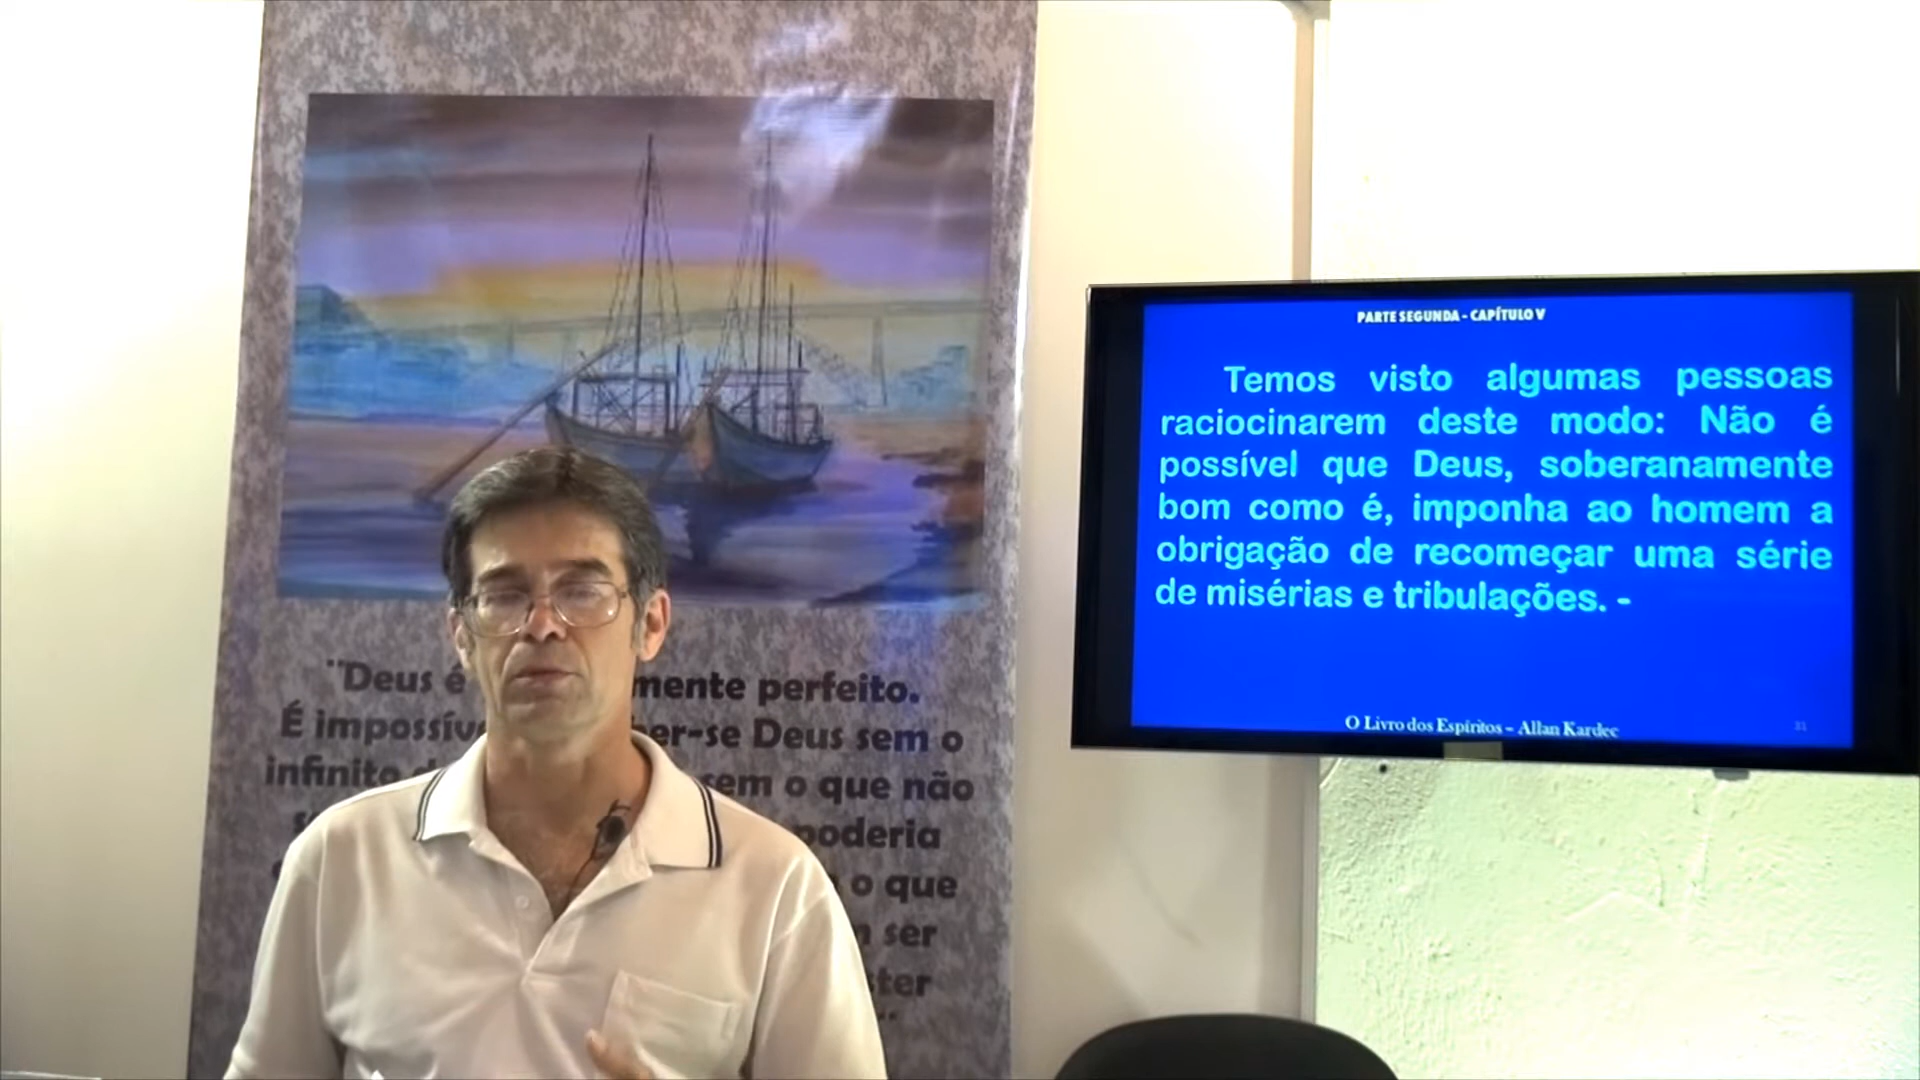 ¨Deus é mente perfeito.
É impossív ber-se Deus sem o
infinito d sem o que não
poderia
o que
ser
ster
PARTE SEGUNDA - CAPÍTULO V
Temos visto algumas pessoas
raciocinarem deste modo: Não é
possível que Deus, soberanamente
bom como é, imponha ao homem a
obrigação de recomeçar uma série
de misérias e tribulações. -
O Livro dos Espíritos – Allan Kardec